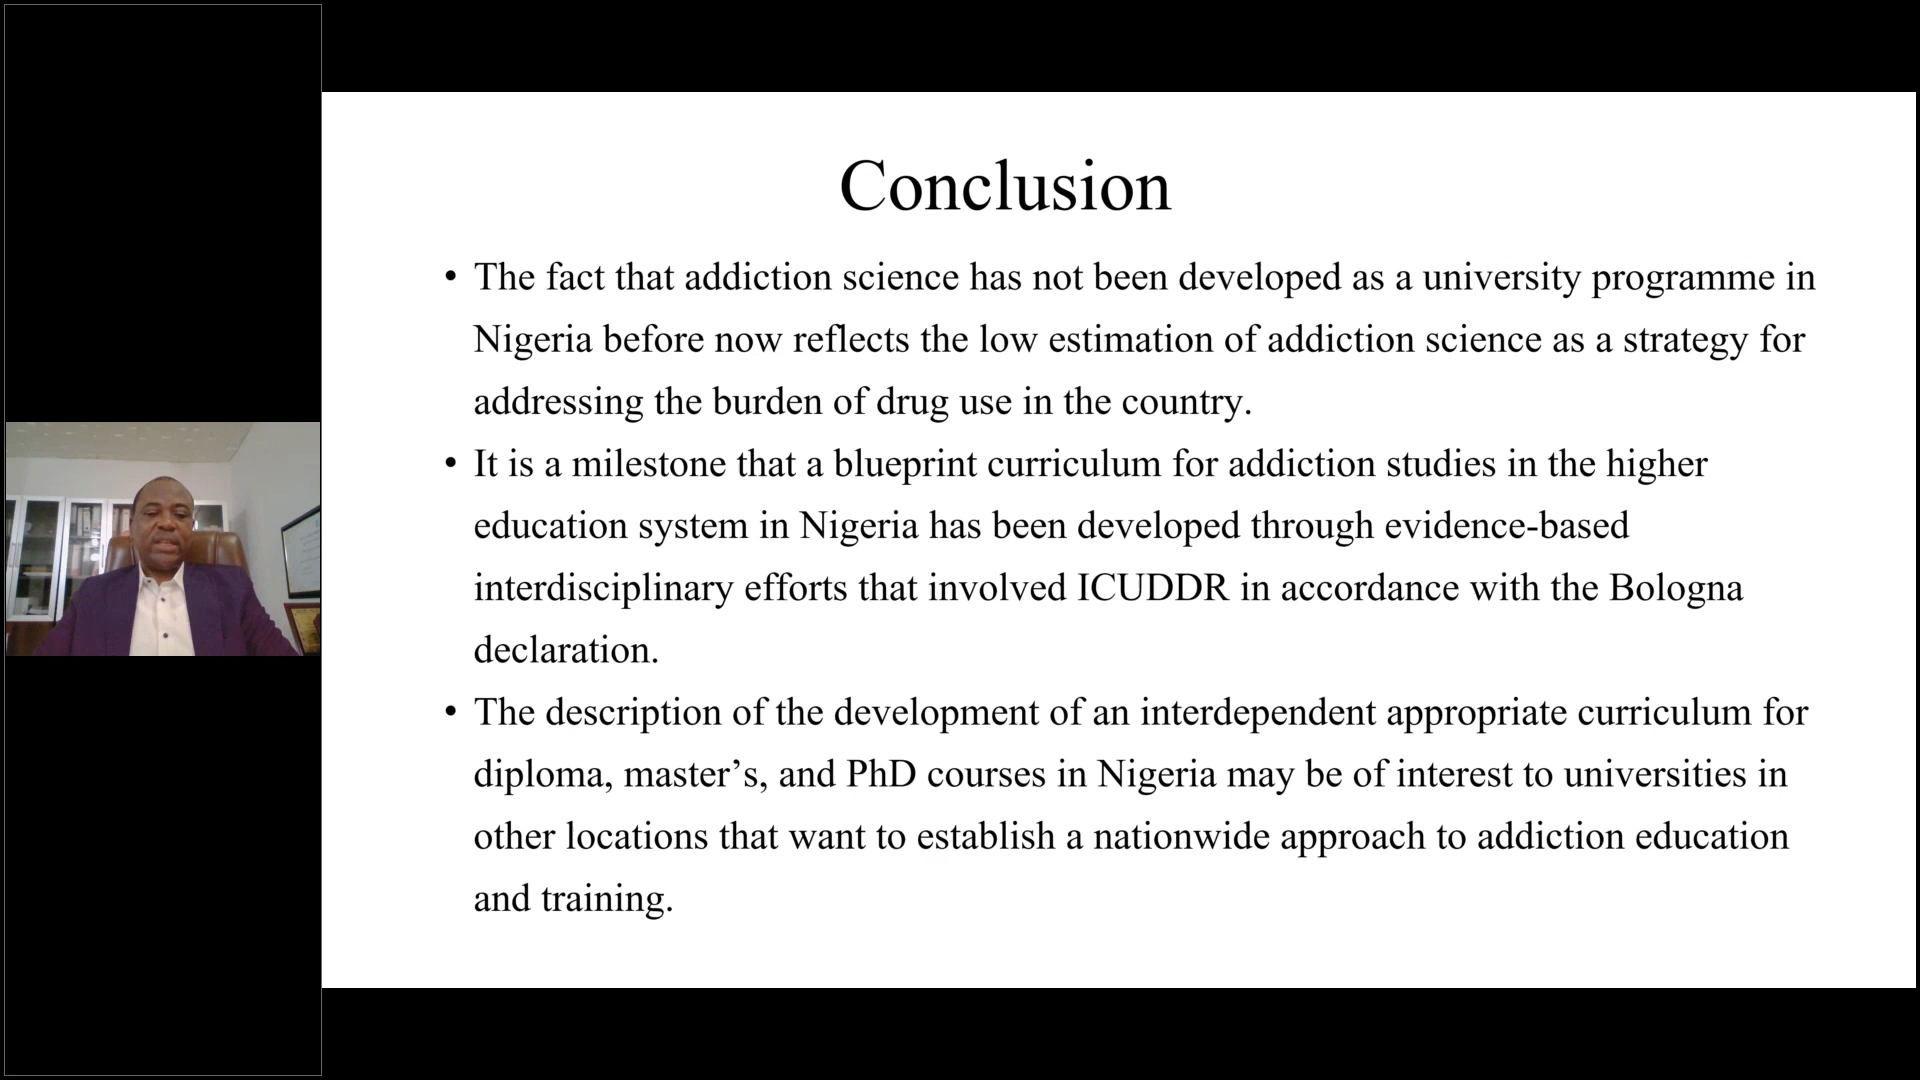 Conclusion
• The fact that addiction science has not been developed as a university programme in
Nigeria before now reflects the low estimation of addiction science as a strategy for
addressing the burden of drug use in the country.
• It is a milestone that a blueprint curriculum for addiction studies in the higher
education system in Nigeria has been developed through evidence-based
interdisciplinary efforts that involved ICUDDR in accordance with the Bologna
declaration.
• The description of the development of an interdependent appropriate curriculum for
diploma, master’s, and PhD courses in Nigeria may be of interest to universities in
other locations that want to establish a nationwide approach to addiction education
and training.